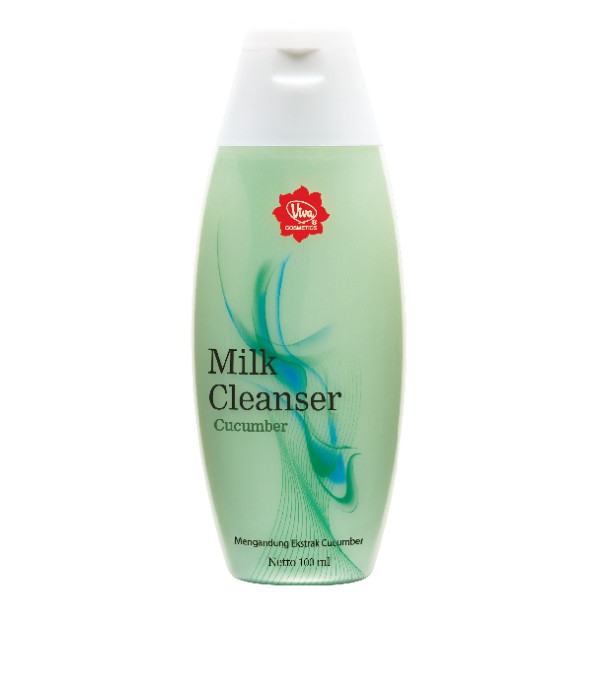 Viva®
COSMETICS
Milk
Cleanser
Cucumber
Mengandung Ekstrak Cucumber
Netto 100 ml